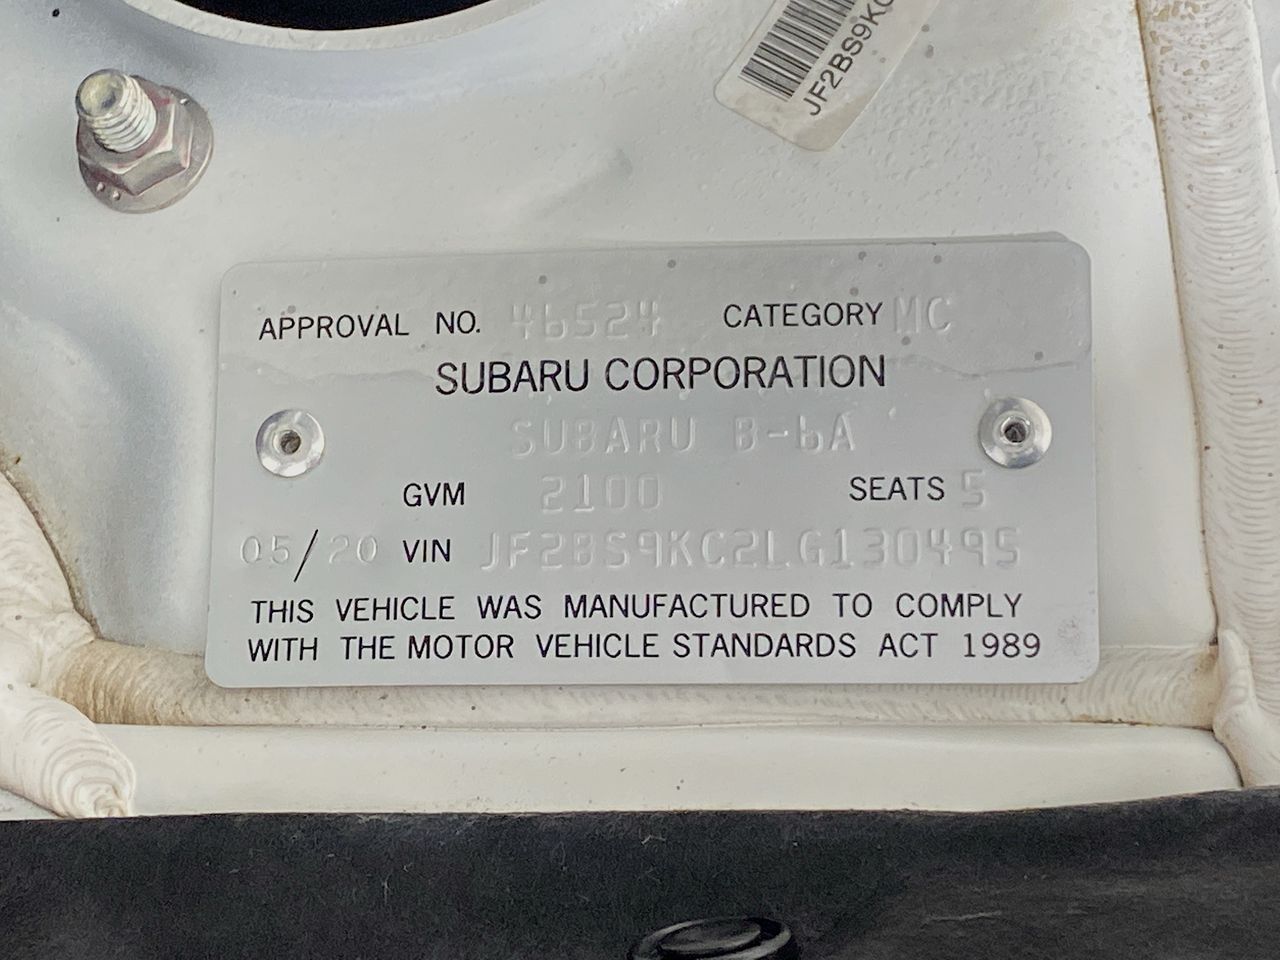 JF2BS9KC
APPROVAL NO. 46524 CATEGORY MC
SUBARU CORPORATION
SUBARU B-6A
GVM 2100 SEATS 5
05/20 VIN JF2BS9KC2LG130495
THIS VEHICLE WAS MANUFACTURED TO COMPLY
WITH THE MOTOR VEHICLE STANDARDS ACT 1989